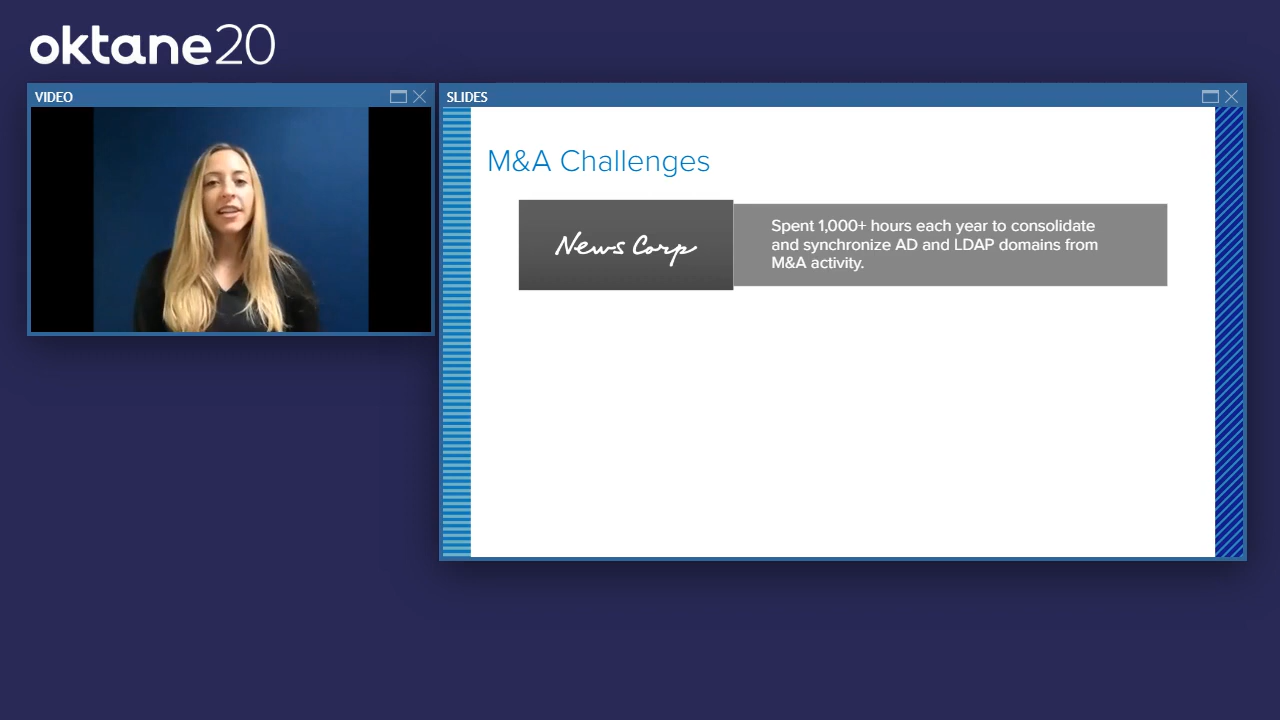 oktane20
VIDEO
SLIDES
M&A Challenges
News Corp
Spent 1,000+ hours each year to consolidate
and synchronize AD and LDAP domains from
M&A activity.